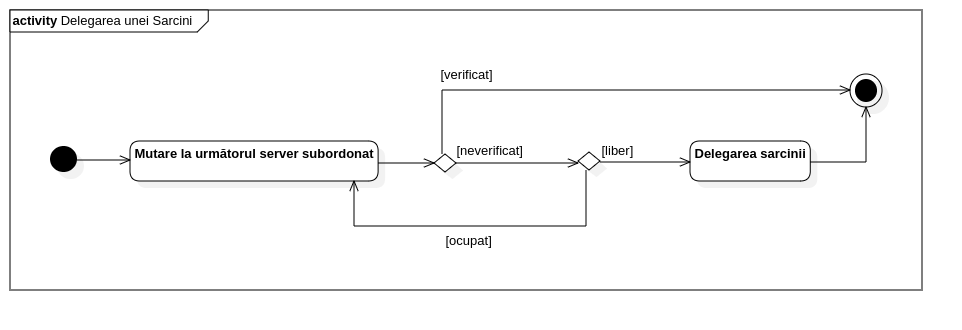 activity Delegarea unei Sarcini
[verificat]
Mutare la următorul server subordonat
[neverificat]
[liber]
Delegarea sarcinii
[ocupat]